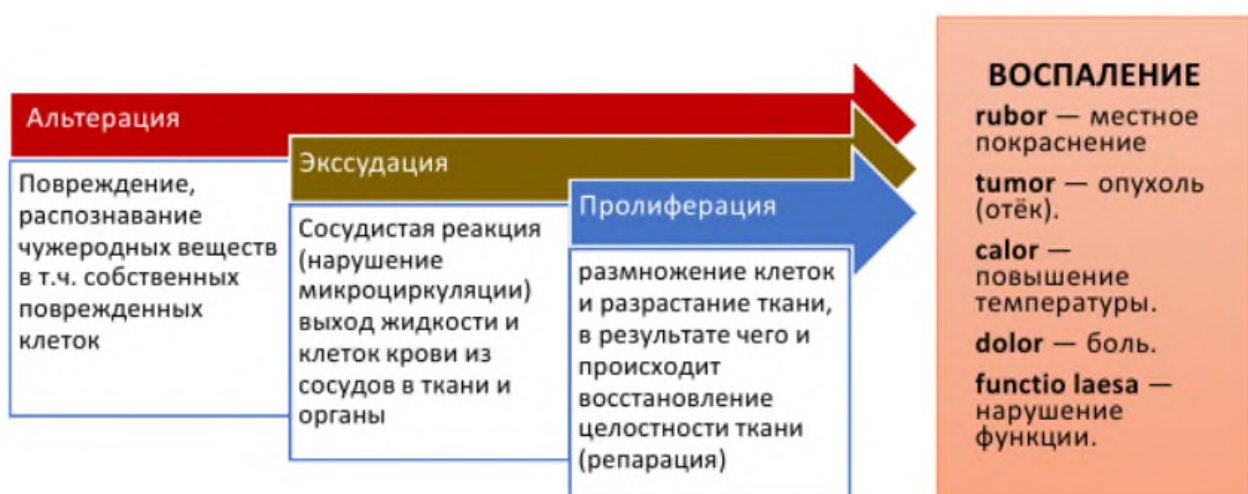 Альтерация
Повреждение,
распознавание
чужеродных веществ
в т.ч. собственных
поврежденных
клеток
Экссудация
Сосудистая реакция
(нарушение
микроциркуляции)
выход жидкости и
клеток крови из
сосудов в ткани и
органы
Пролиферация
размножение клеток
и разрастание ткани,
в результате чего и
происходит
восстановление
целостности ткани
(репарация)
ВОСПАЛЕНИЕ
rubor — местное
покраснение
tumor — опухоль
(отёк).
calor —
повышение
температуры.
dolor — боль.
functio laesa —
нарушение
функции.